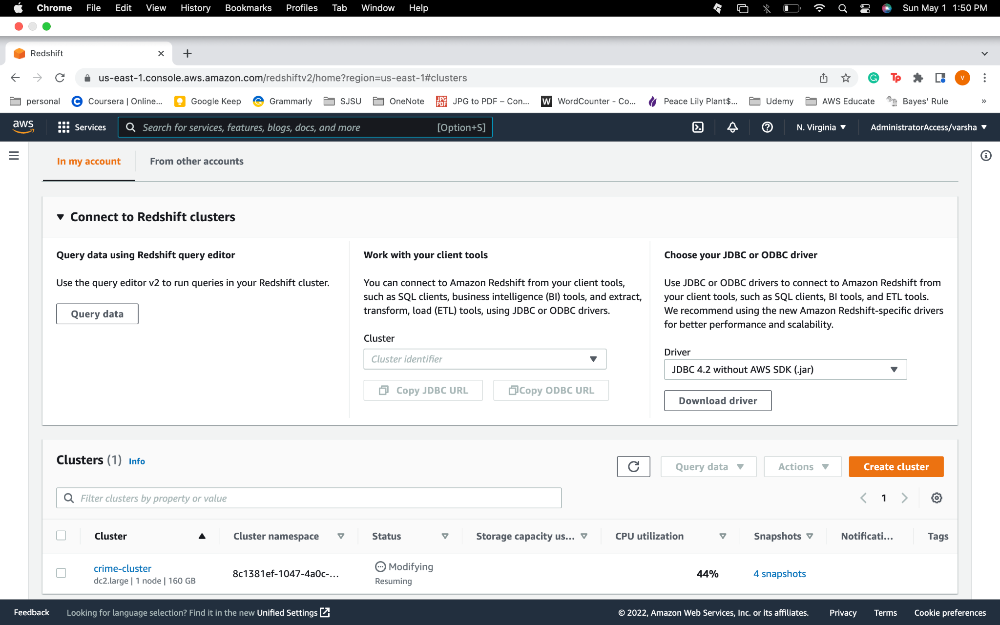 Chrome File Edit View History Bookmarks Profiles Tab Window Help Sun May 1 1:50 PM
Redshift
us-east-1.console.aws.amazon.com/redshiftv2/home?region=us-east-1#clusters V
personal Coursera | Online... Google Keep Grammarly SJSU OneNote JPG PDF JPG to PDF – Con... W WordCounter - Co... Peace Lily Plant$... Udemy AWS Educate Bayes' Rule »
aws Services Search for services, features, blogs, docs, and more [Option+S] N. Virginia AdministratorAccess/varsha
In my account From other accounts
Connect to Redshift clusters
Query data using Redshift query editor
Use the query editor v2 to run queries in your Redshift cluster.
Query data
Work with your client tools
You can connect to Amazon Redshift from your client tools,
such as SQL clients, business intelligence (BI) tools, and extract,
transform, load (ETL) tools, using JDBC or ODBC drivers.
Cluster
Cluster identifier
Copy JDBC URL Copy ODBC URL
Choose your JDBC or ODBC driver
Use JDBC or ODBC drivers to connect to Amazon Redshift from
your client tools, such as SQL clients, BI tools, and ETL tools.
We recommend using the new Amazon Redshift-specific drivers
for better performance and scalability.
Driver
JDBC 4.2 without AWS SDK (.jar)
Download driver
Clusters (1) Info
Query data Actions Create cluster
Filter clusters by property or value
1
Cluster Cluster namespace Status Storage capacity us... CPU utilization Snapshots Notificati... Tags
crime-cluster 8c1381ef-1047-4a0c-... Modifying 44% 4 snapshots
dc2.large | 1 node | 160 GB Resuming
Feedback Looking for language selection? Find it in the new Unified Settings © 2022, Amazon Web Services, Inc. or its affiliates. Privacy Terms Cookie preferences